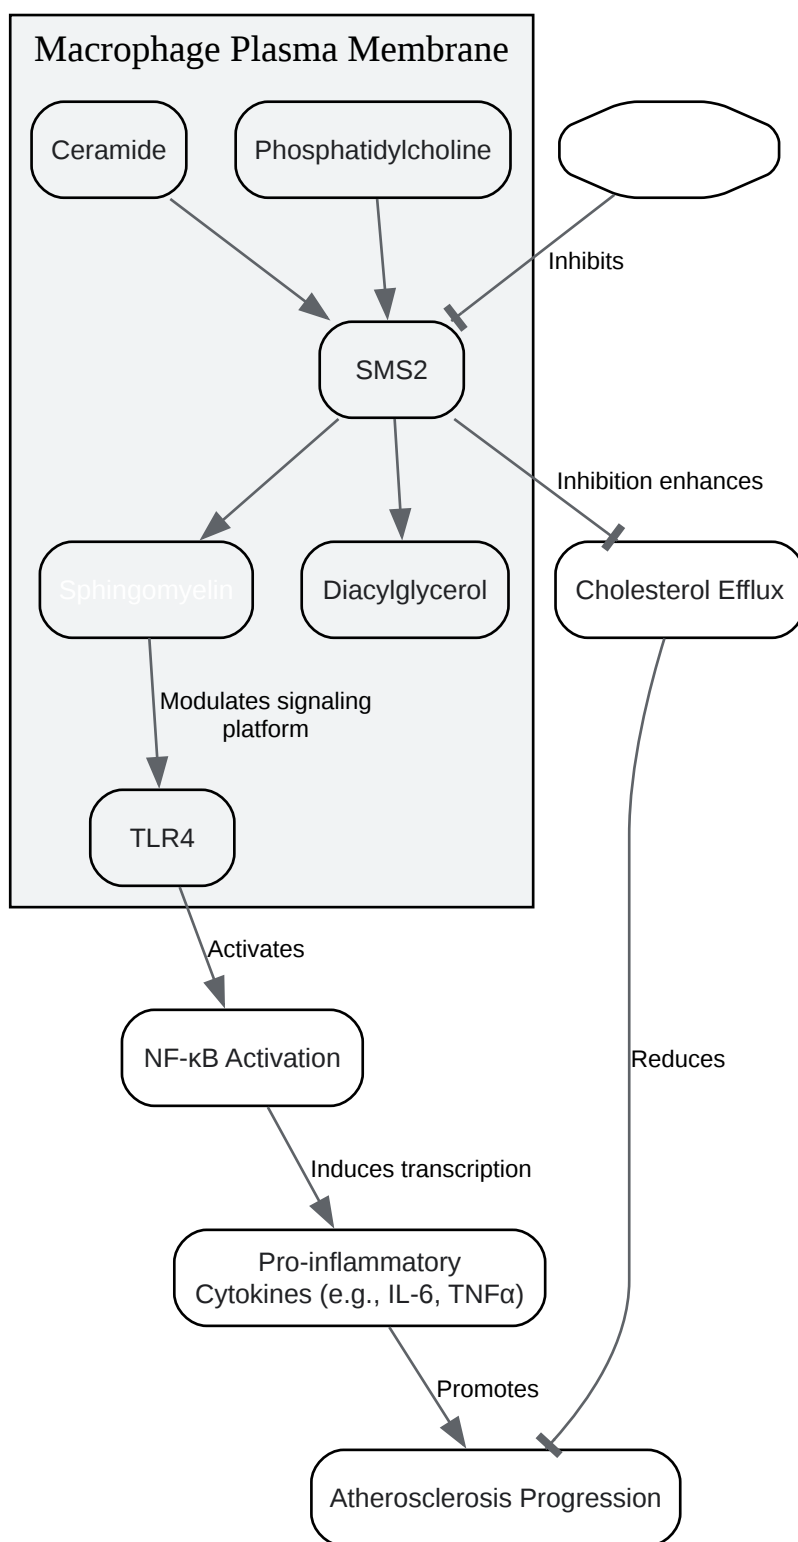 Macrophage Plasma Membrane
Ceramide
Phosphatidylcholine
Inhibits
SMS2
Inhibition enhances
Sphingomyelin
Diacylglycerol
Cholesterol Efflux
Modulates signaling
platform
TLR4
Activates
NF-κB Activation
Reduces
Induces transcription
Pro-inflammatory
Cytokines (e.g., IL-6, TNFα)
Promotes
Atherosclerosis Progression